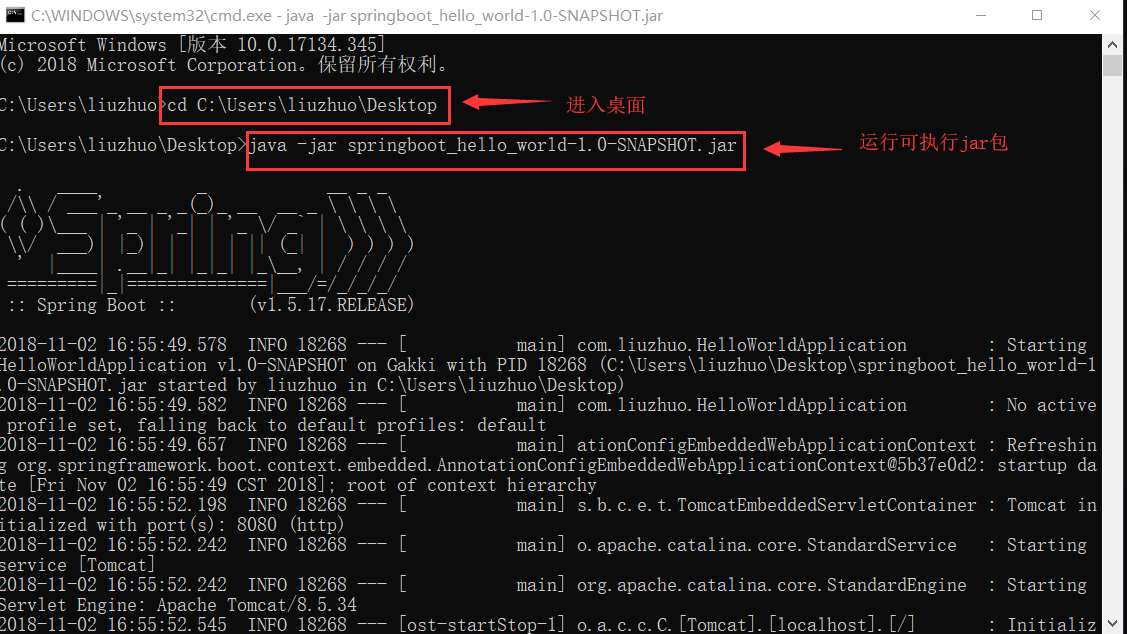 C:\WINDOWS\system32\cmd.exe - java  -jar springboot_hello_world-1.0-SNAPSHOT.jar
Microsoft Windows [版本 10.0.17134.345]
(c) 2018 Microsoft Corporation。保留所有权利。
C:\Users\liuzhuo>cd C:\Users\liuzhuo\Desktop 进入桌面
C:\Users\liuzhuo\Desktop>java -jar springboot_hello_world-1.0-SNAPSHOT.jar 运行可执行jar包
Spring
:: Spring Boot ::        (v1.5.17.RELEASE)
2018-11-02 16:55:49.578  INFO 18268 --- [           main] com.liuzhuo.HelloWorldApplication        : Starting
HelloWorldApplication v1.0-SNAPSHOT on Gakki with PID 18268 (C:\Users\liuzhuo\Desktop\springboot_hello_world-1
.0-SNAPSHOT.jar started by liuzhuo in C:\Users\liuzhuo\Desktop)
2018-11-02 16:55:49.582  INFO 18268 --- [           main] com.liuzhuo.HelloWorldApplication        : No active
profile set, falling back to default profiles: default
2018-11-02 16:55:49.657  INFO 18268 --- [           main] ationConfigEmbeddedWebApplicationContext : Refreshin
g org.springframework.boot.context.embedded.AnnotationConfigEmbeddedWebApplicationContext@5b37e0d2: startup da
te [Fri Nov 02 16:55:49 CST 2018]; root of context hierarchy
2018-11-02 16:55:52.198  INFO 18268 --- [           main] s.b.c.e.t.TomcatEmbeddedServletContainer : Tomcat in
itialized with port(s): 8080 (http)
2018-11-02 16:55:52.242  INFO 18268 --- [           main] o.apache.catalina.core.StandardService   : Starting
service [Tomcat]
2018-11-02 16:55:52.242  INFO 18268 --- [           main] org.apache.catalina.core.StandardEngine  : Starting
Servlet Engine: Apache Tomcat/8.5.34
2018-11-02 16:55:52.545  INFO 18268 --- [ost-startStop-1] o.a.c.c.C.[Tomcat].[localhost].[/]       : Initializ